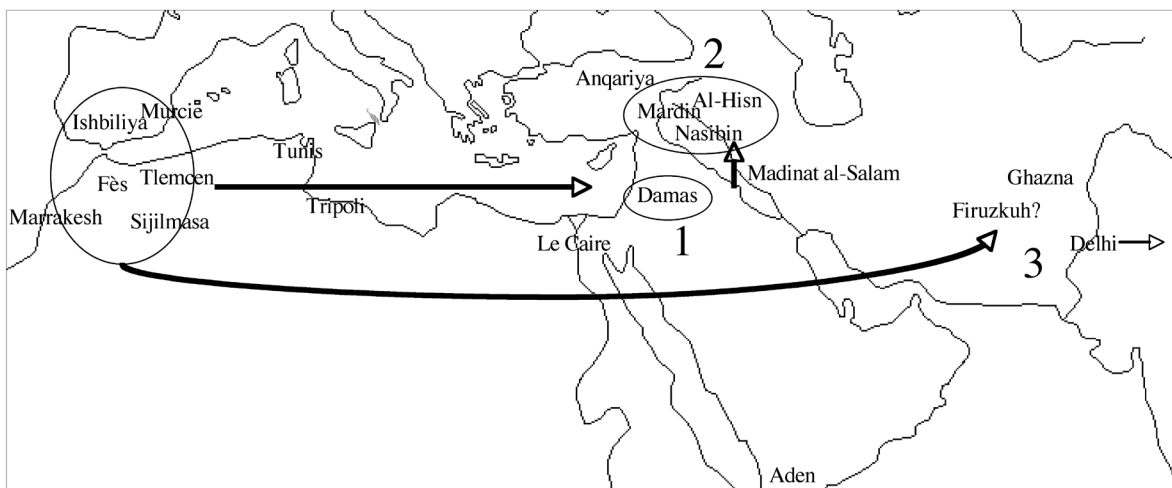 2
Anqariya
Al-Hisn
Mardin
Murcie
Ishbiliya
Nasibin
Tunis
Tlemcen
Madinat al-Salam
Ghazna
Fès
Damas
Tripoli
Firuzkuh?
Marrakesh
Sijilmasa
Le Caire
1
Delhi
3
Aden